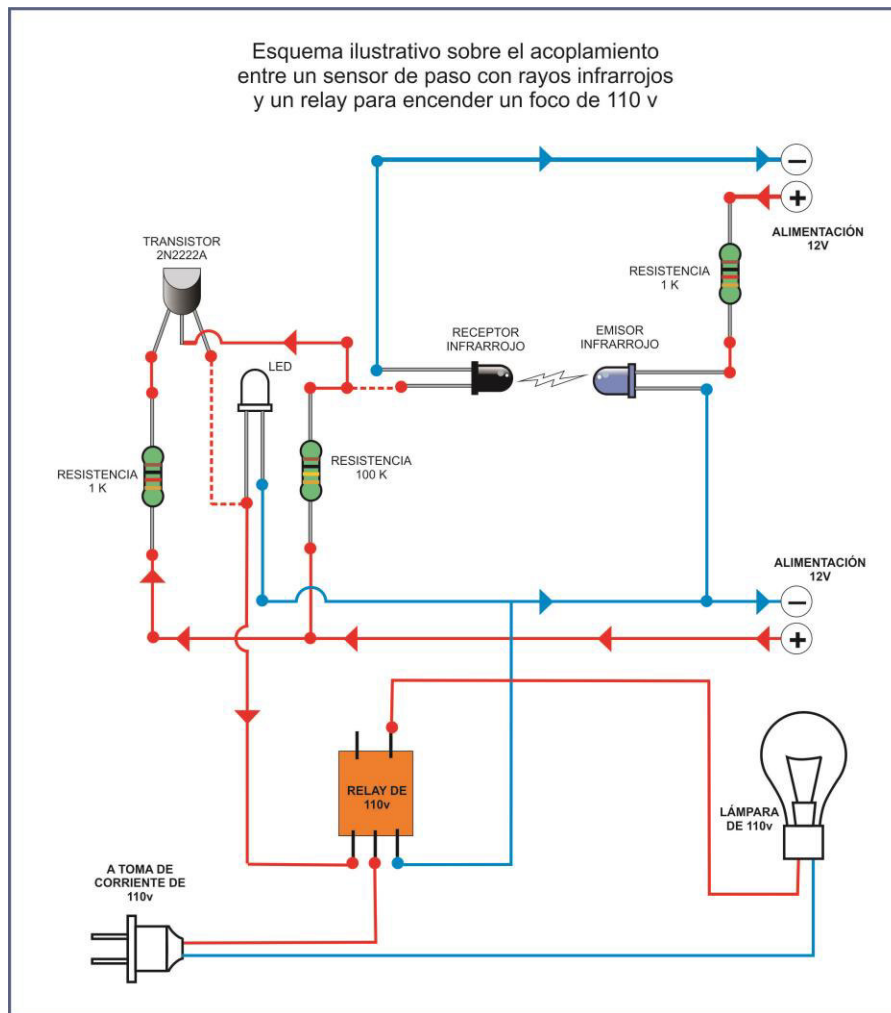 Esquema ilustrativo sobre el acoplamiento
entre un sensor de paso con rayos infrarrojos
y un relay para encender un foco de 110 v
−
+
ALIMENTACIÓN
12V
TRANSISTOR
2N2222A
RESISTENCIA
1 K
RECEPTOR
INFRARROJO
EMISOR
INFRARROJO
LED
RESISTENCIA
1 K
RESISTENCIA
100 K
ALIMENTACIÓN
12V
−
+
RELAY DE
110v
LÁMPARA
DE 110v
A TOMA DE
CORRIENTE DE
110v